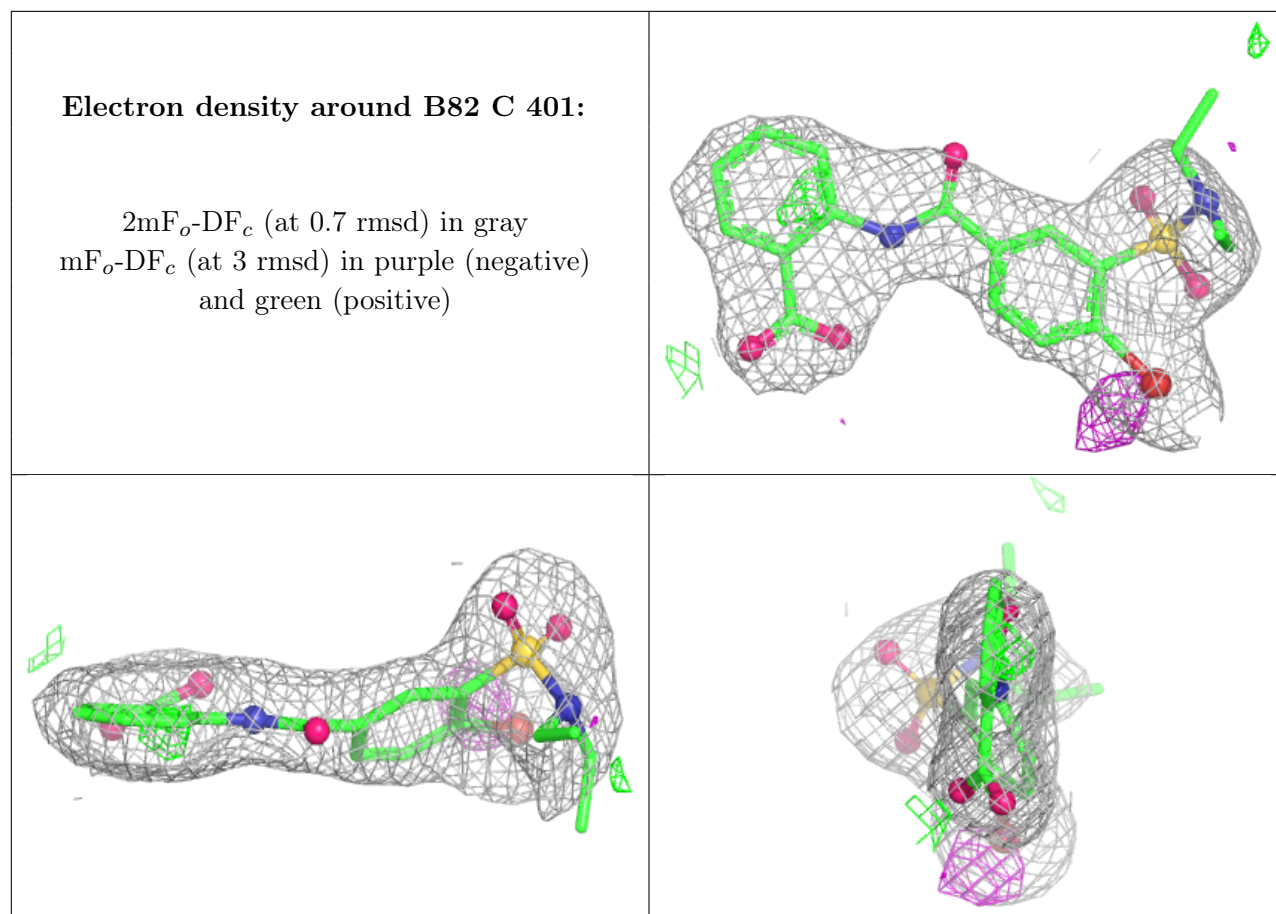 Electron density around B82 C 401:
2mFo-DFc (at 0.7 rmsd) in gray
mFo-DFc (at 3 rmsd) in purple (negative)
and green (positive)